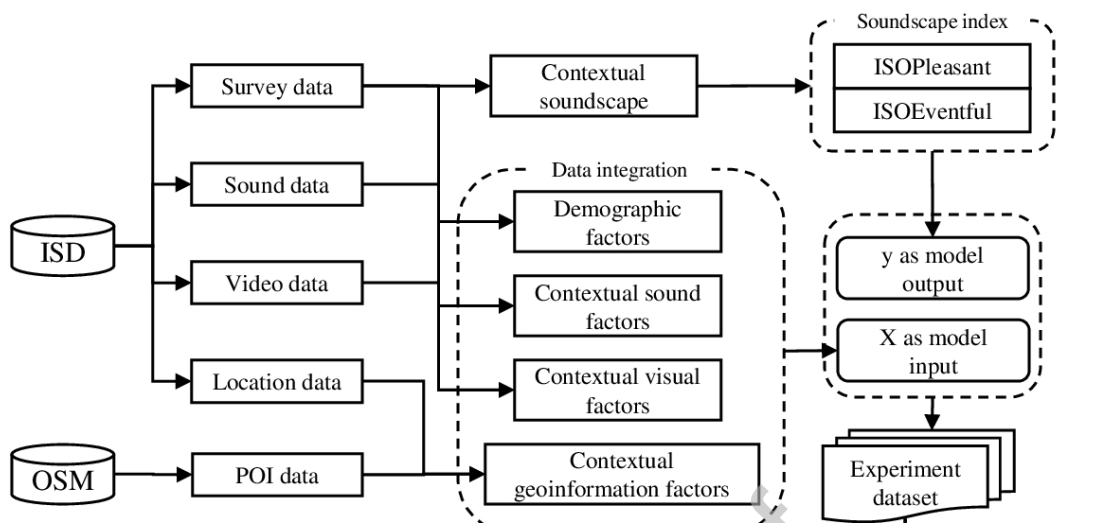 Soundscape index
ISOPleasant
ISOEventful
Survey data
Contextual
soundscape
Sound data
Data integration
Demographic
factors
ISD
Video data
Contextual sound
factors
y as model
output
X as model
input
Location data
Contextual visual
factors
OSM
POI data
Contextual
geoinformation factors
Experiment
dataset